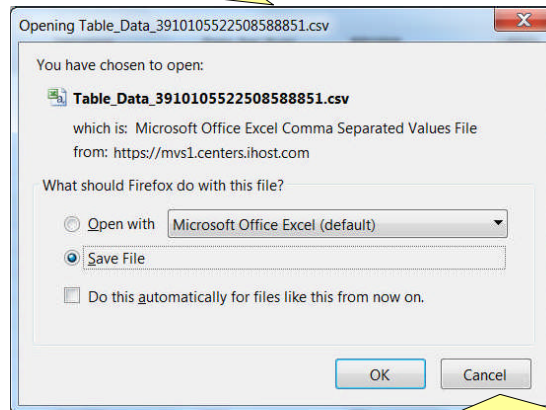 Opening Table_Data_3910105522508588851.csv
You have chosen to open:
Table_Data_3910105522508588851.csv
which is: Microsoft Office Excel Comma Separated Values File
from: https://mvs1.centers.ihost.com
What should Firefox do with this file?
Open with Microsoft Office Excel (default)
Save File
Do this automatically for files like this from now on.
OK Cancel